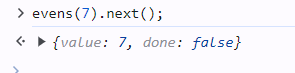 > evens(7).next();
<· ▶ {value: 7, done: false}
>